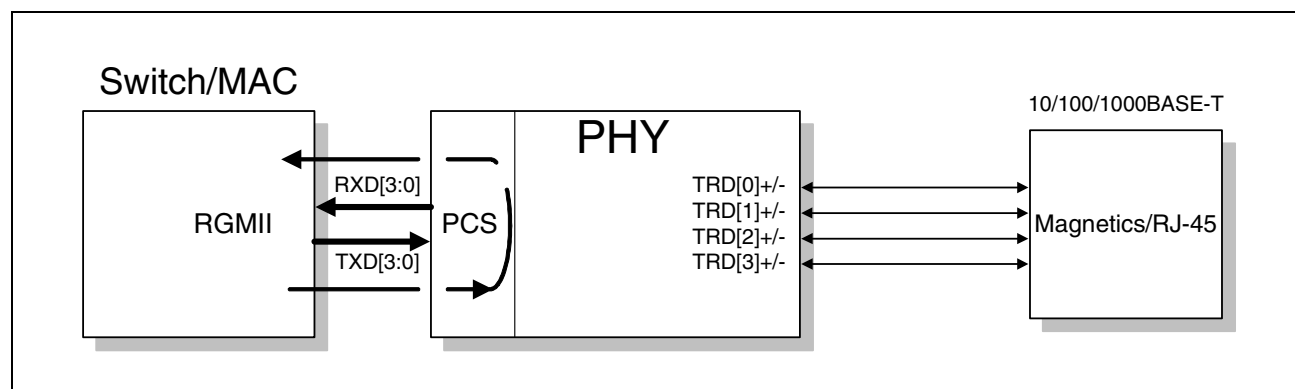 Switch/MAC
10/100/1000BASE-T
PHY
RXD[3:0]
TRD[0]+/-
RGMII
PCS
TRD[1]+/-
Magnetics/RJ-45
TRD[2]+/-
TXD[3:0]
TRD[3]+/-